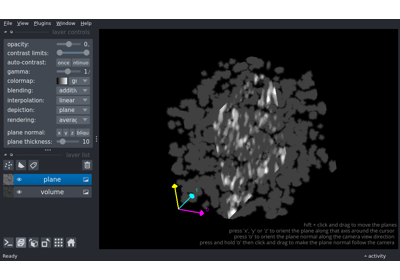 File View Plugins Window Help
layer controls
opacity: 0.
contrast limits:
auto-contrast: once
gamma: 1.
colormap:
blending:
interpolation: linear
depiction: plane
rendering:
plane normal: x y z
plane thickness: 10
layer list
plane
volume
shift + click and drag to move the plane
press 'x', 'y' or 'z' to orient the plane along that axis around the cursor
press 'o' to orient the plane normal along the camera view direction
press and hold 'o' then click and drag to make the plane normal follow the camera
Ready
activity